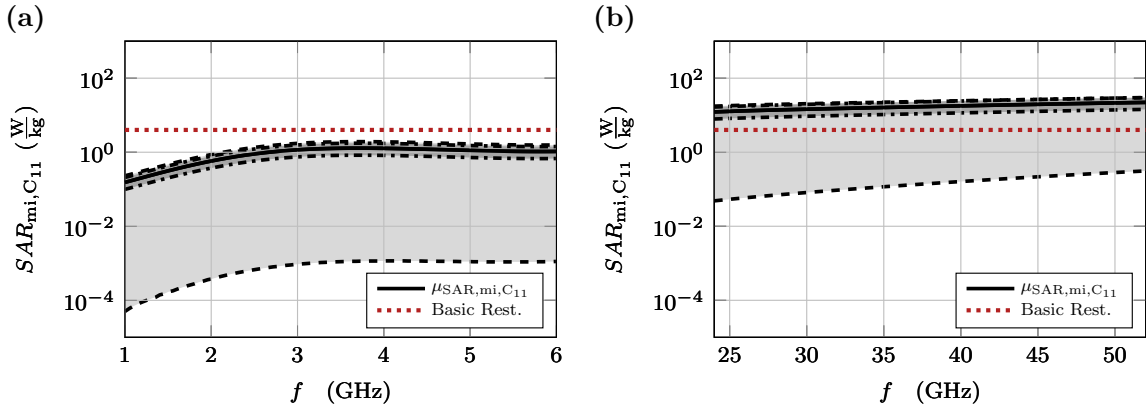 (a)
10^2
10^0
10^−2
10^−4
SAR_mi,C11 (W/kg)
1 2 3 4 5 6
f (GHz)
μ_SAR,mi,C11
Basic Rest.
(b)
10^2
10^0
10^−2
10^−4
SAR_mi,C11 (W/kg)
25 30 35 40 45 50
f (GHz)
μ_SAR,mi,C11
Basic Rest.